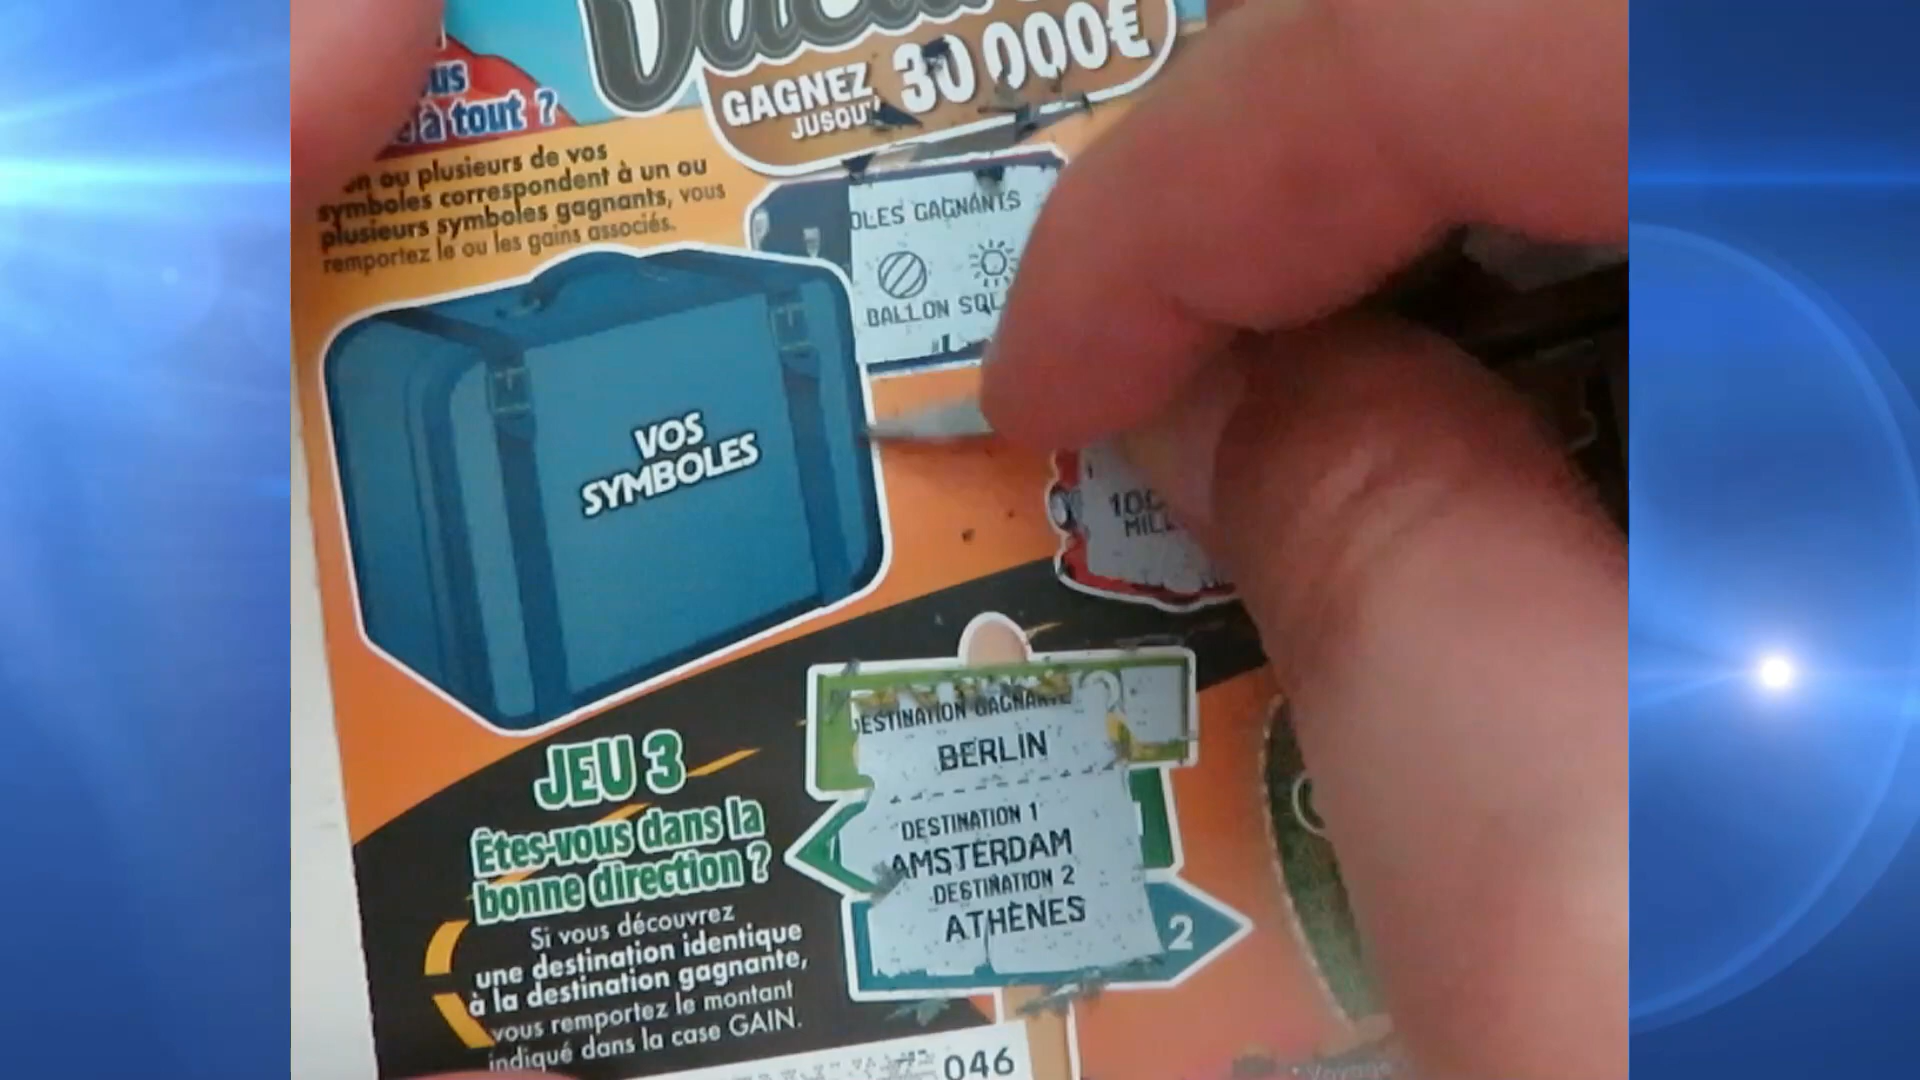 GAGNEZ
JUSQU'
30 000€
à tout ?
ou plusieurs de vos
symboles correspondent à un ou
plusieurs symboles gagnants, vous
remportez le ou les gains associés.
GAGNANTS
BALLON
VOS
SYMBOLES
DESTINATION GAGNANTE
BERLIN
DESTINATION 1
AMSTERDAM
DESTINATION 2
ATHÈNES
1
2
JEU 3
Êtes-vous dans la
bonne direction ?
Si vous découvrez
une destination identique
à la destination gagnante,
vous remportez le montant
indiqué dans la case GAIN.
046